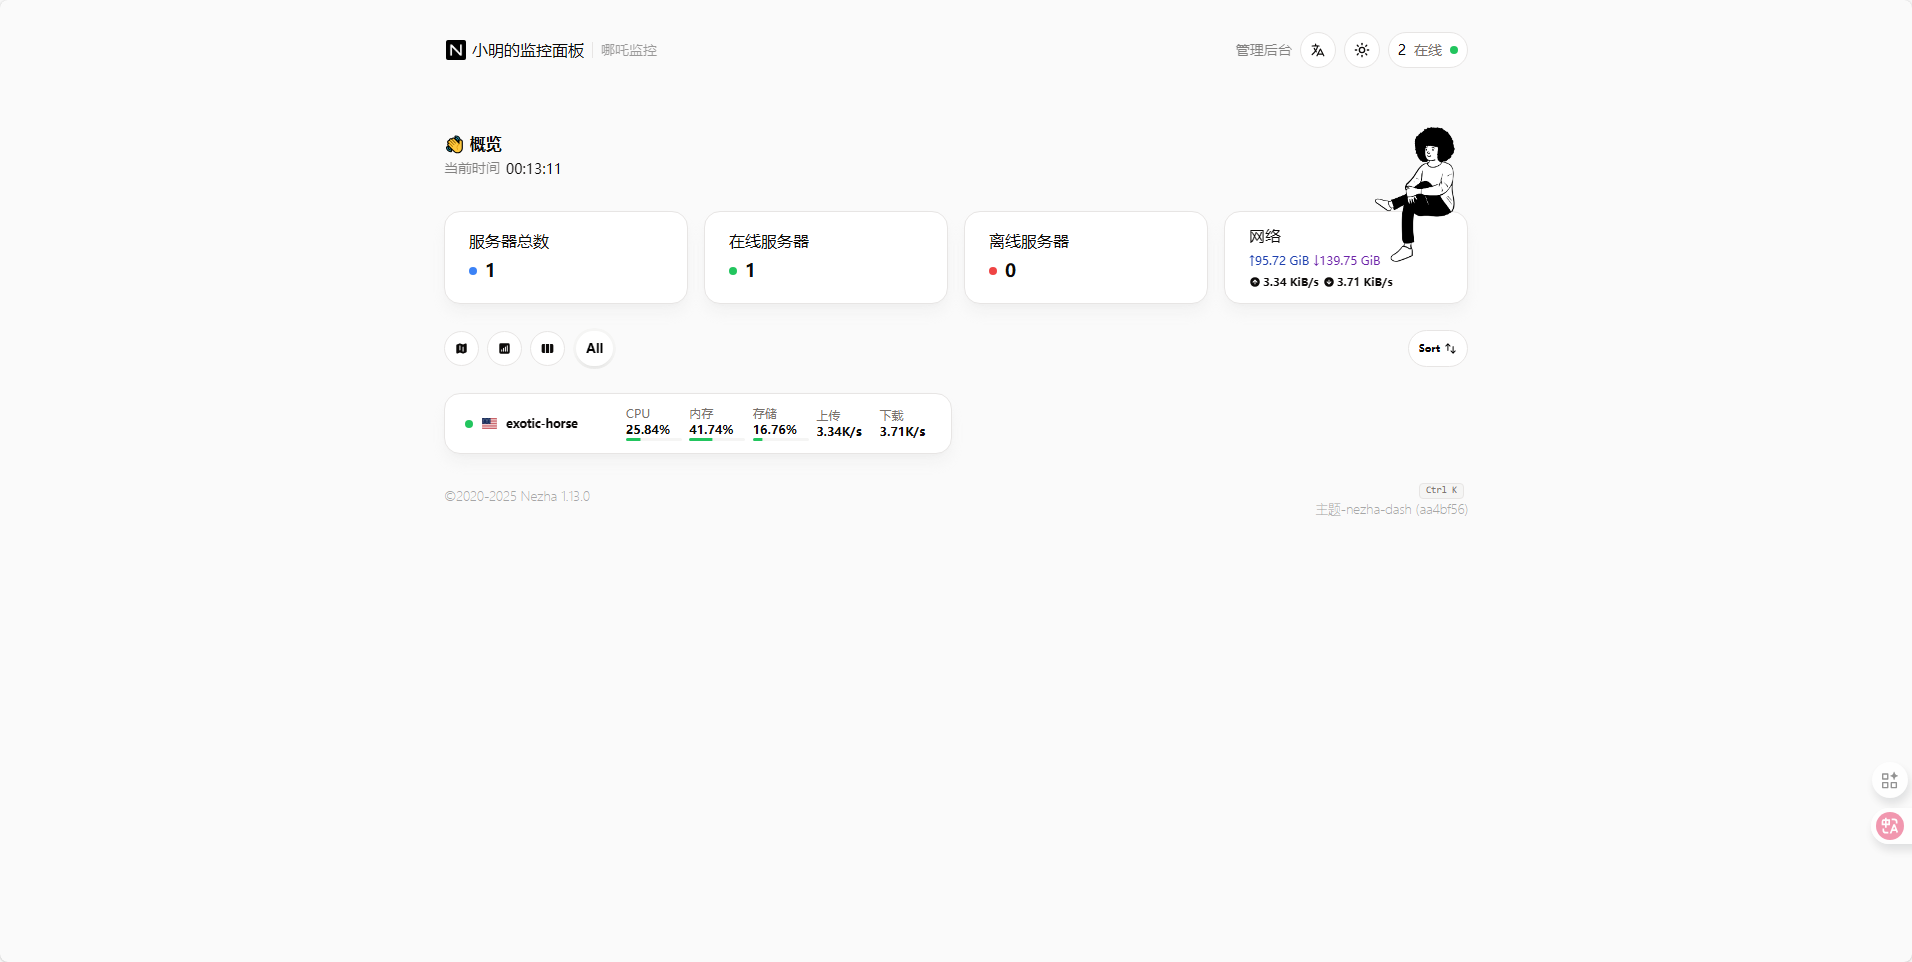 小明的监控面板 哪吒监控
管理后台 2 在线
👋 概览
当前时间 00:13:11
服务器总数
1
在线服务器
1
离线服务器
0
网络
↑95.72 GiB ↓139.75 GiB
3.34 KiB/s 3.71 KiB/s
All
Sort
exotic-horse
CPU
25.84%
内存
41.74%
存储
16.76%
上传
3.34K/s
下载
3.71K/s
©2020-2025 Nezha 1.13.0
Ctrl K
主题-nezha-dash (aa4bf56)